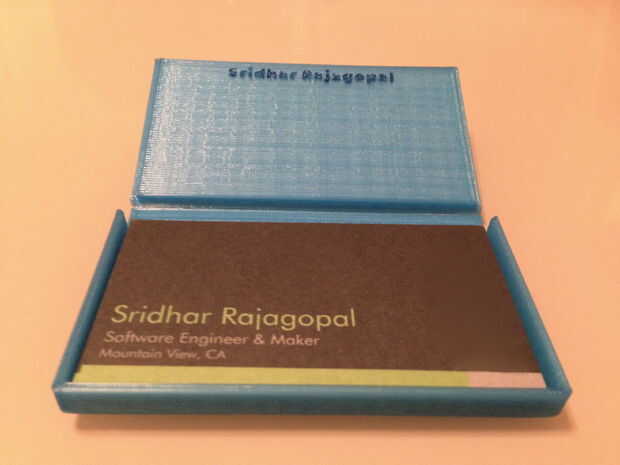 Sridhar Rajagopal
Sridhar Rajagopal
Software Engineer & Maker
Mountain View, CA